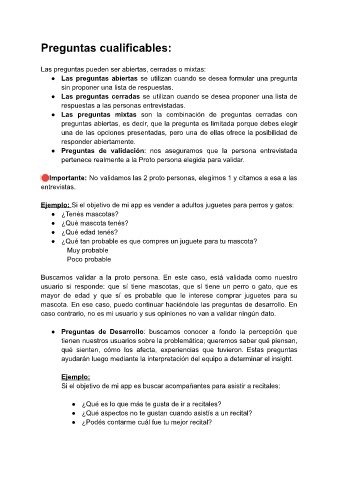 Preguntas cualificables:
Las preguntas pueden ser abiertas, cerradas o mixtas:
● Las preguntas abiertas se utilizan cuando se desea formular una pregunta
sin proponer una lista de respuestas.
● Las preguntas cerradas se utilizan cuando se desea proponer una lista de
respuestas a las personas entrevistadas.
● Las preguntas mixtas son la combinación de preguntas cerradas con
preguntas abiertas, es decir, que la pregunta es limitada porque debes elegir
una de las opciones presentadas, pero una de ellas ofrece la posibilidad de
responder abiertamente.
● Preguntas de validación: nos aseguramos que la persona entrevistada
pertenece realmente a la Proto persona elegida para validar.
🔴Importante: No validamos las 2 proto personas, elegimos 1 y citamos a esa a las
entrevistas.
Ejemplo: Si el objetivo de mi app es vender a adultos juguetes para perros y gatos:
● ¿Tenés mascotas?
● ¿Qué mascota tenés?
● ¿Qué edad tenés?
● ¿Qué tan probable es que compres un juguete para tu mascota?
Muy probable
Poco probable
Buscamos validar a la proto persona. En este caso, está validada como nuestro
usuario si responde: que sí tiene mascotas, que sí tiene un perro o gato, que es
mayor de edad y que sí es probable que le interese comprar juguetes para su
mascota. En ese caso, puedo continuar haciéndole las preguntas de desarrollo. En
caso contrario, no es mi usuario y sus opiniones no van a validar ningún dato.
● Preguntas de Desarrollo: buscamos conocer a fondo la percepción que
tienen nuestros usuarios sobre la problemática; queremos saber qué piensan,
qué sienten, cómo los afecta, experiencias que tuvieron. Estas preguntas
ayudarán luego mediante la interpretación del equipo a determinar el insight.
Ejemplo:
Si el objetivo de mi app es buscar acompañantes para asistir a recitales:
● ¿Qué es lo que más te gusta de ir a recitales?
● ¿Qué aspectos no te gustan cuando asistís a un recital?
● ¿Podés contarme cuál fue tu mejor recital?